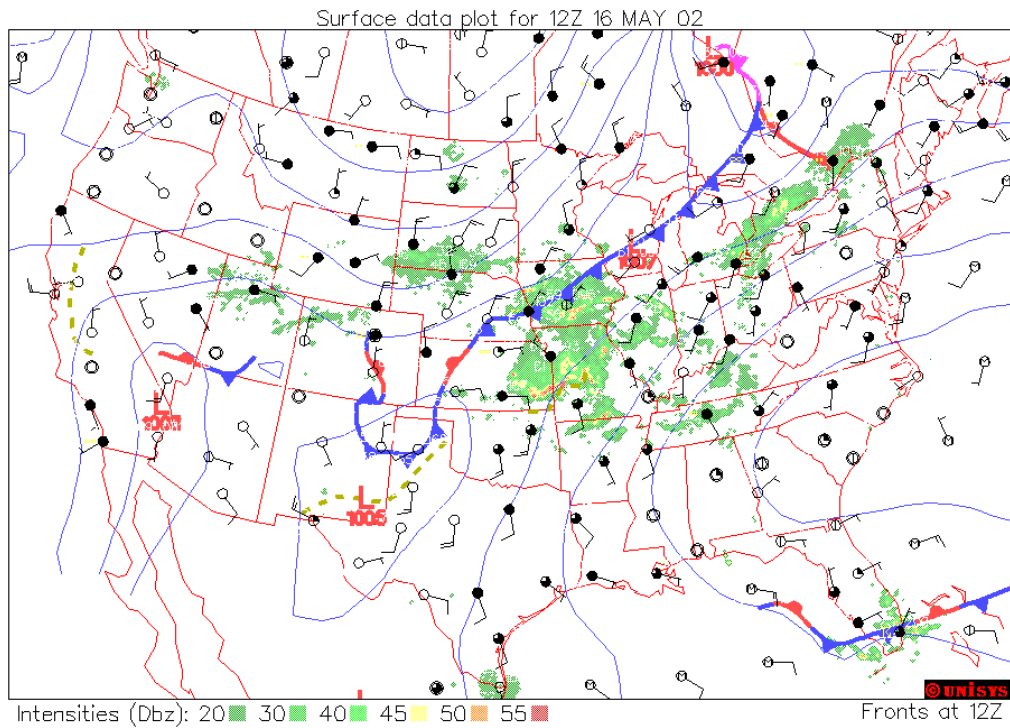 Surface data plot for 12Z 16 MAY 02
L
L
L
L
1005
L
©UNISYS
Intensities (Dbz): 20 30 40 45 50 55
Fronts at 12Z